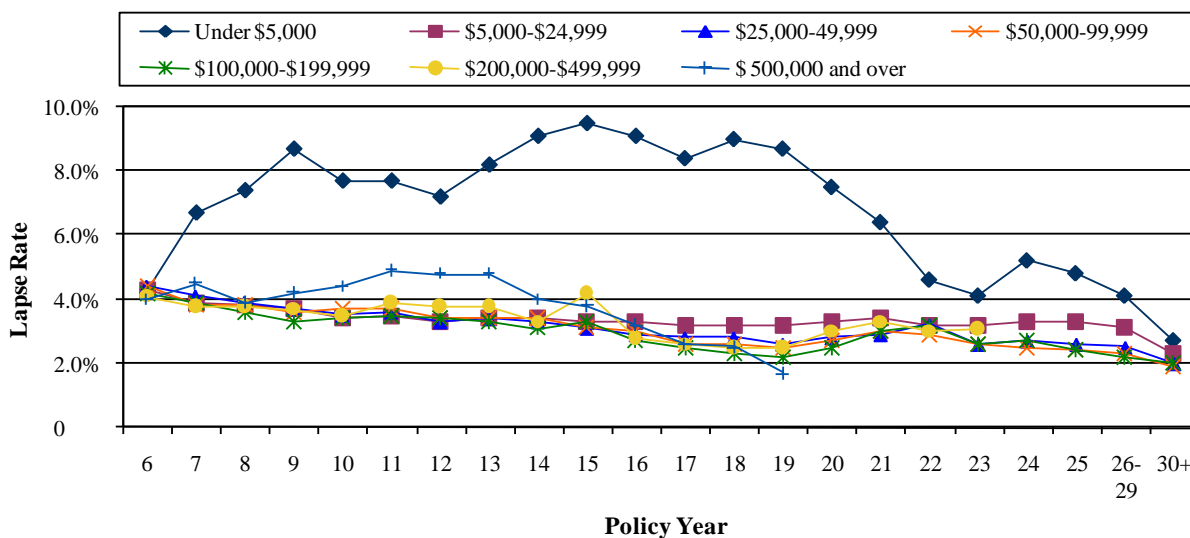 Under $5,000
$5,000-$24,999
$25,000-49,999
$50,000-99,999
$100,000-$199,999
$200,000-$499,999
$500,000 and over
10.0%
8.0%
6.0%
4.0%
2.0%
0
Lapse Rate
6 7 8 9 10 11 12 13 14 15 16 17 18 19 20 21 22 23 24 25 26-29 30+
Policy Year